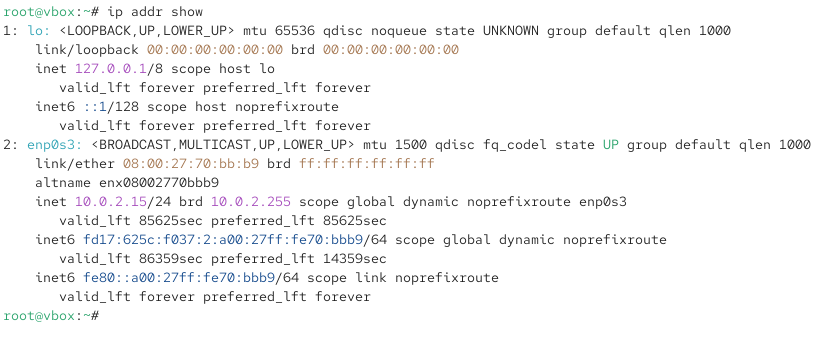 root@vbox:~# ip addr show
1: lo: <LOOPBACK,UP,LOWER_UP> mtu 65536 qdisc noqueue state UNKNOWN group default qlen 1000
    link/loopback 00:00:00:00:00:00 brd 00:00:00:00:00:00
    inet 127.0.0.1/8 scope host lo
       valid_lft forever preferred_lft forever
    inet6 ::1/128 scope host noprefixroute
       valid_lft forever preferred_lft forever
2: enp0s3: <BROADCAST,MULTICAST,UP,LOWER_UP> mtu 1500 qdisc fq_codel state UP group default qlen 1000
    link/ether 08:00:27:70:bb:b9 brd ff:ff:ff:ff:ff:ff
    altname enx08002770bbb9
    inet 10.0.2.15/24 brd 10.0.2.255 scope global dynamic noprefixroute enp0s3
       valid_lft 85625sec preferred_lft 85625sec
    inet6 fd17:625c:f037:2:a00:27ff:fe70:bbb9/64 scope global dynamic noprefixroute
       valid_lft 86359sec preferred_lft 14359sec
    inet6 fe80::a00:27ff:fe70:bbb9/64 scope link noprefixroute
       valid_lft forever preferred_lft forever
root@vbox:~#